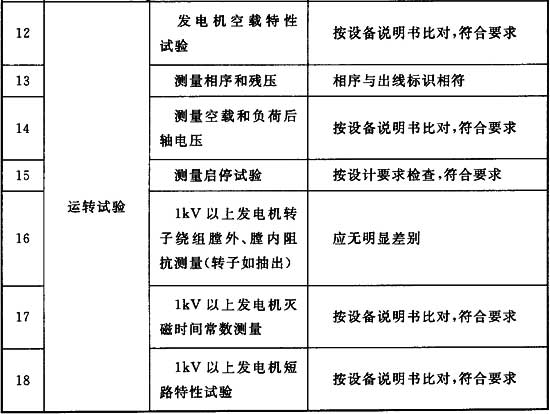 12
发电机空载特性
试验
按设备说明书比对,符合要求
13
测量相序和残压
相序与出线标识相符
14
测量空载和负荷后
轴电压
按设备说明书比对,符合要求
15
测量启停试验
按设计要求检查,符合要求
运转试验
16
1kV以上发电机转
子绕组膛外、膛内阻
抗测量(转子如抽出)
应无明显差别
17
1kV以上发电机灭
磁时间常数测量
按设备说明书比对,符合要求
18
1kV以上发电机短
路特性试验
按设备说明书比对,符合要求